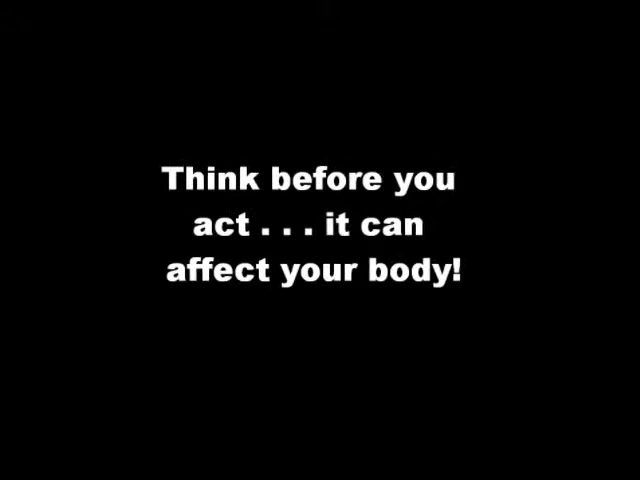 Think before you
act . . . it can
affect your body!